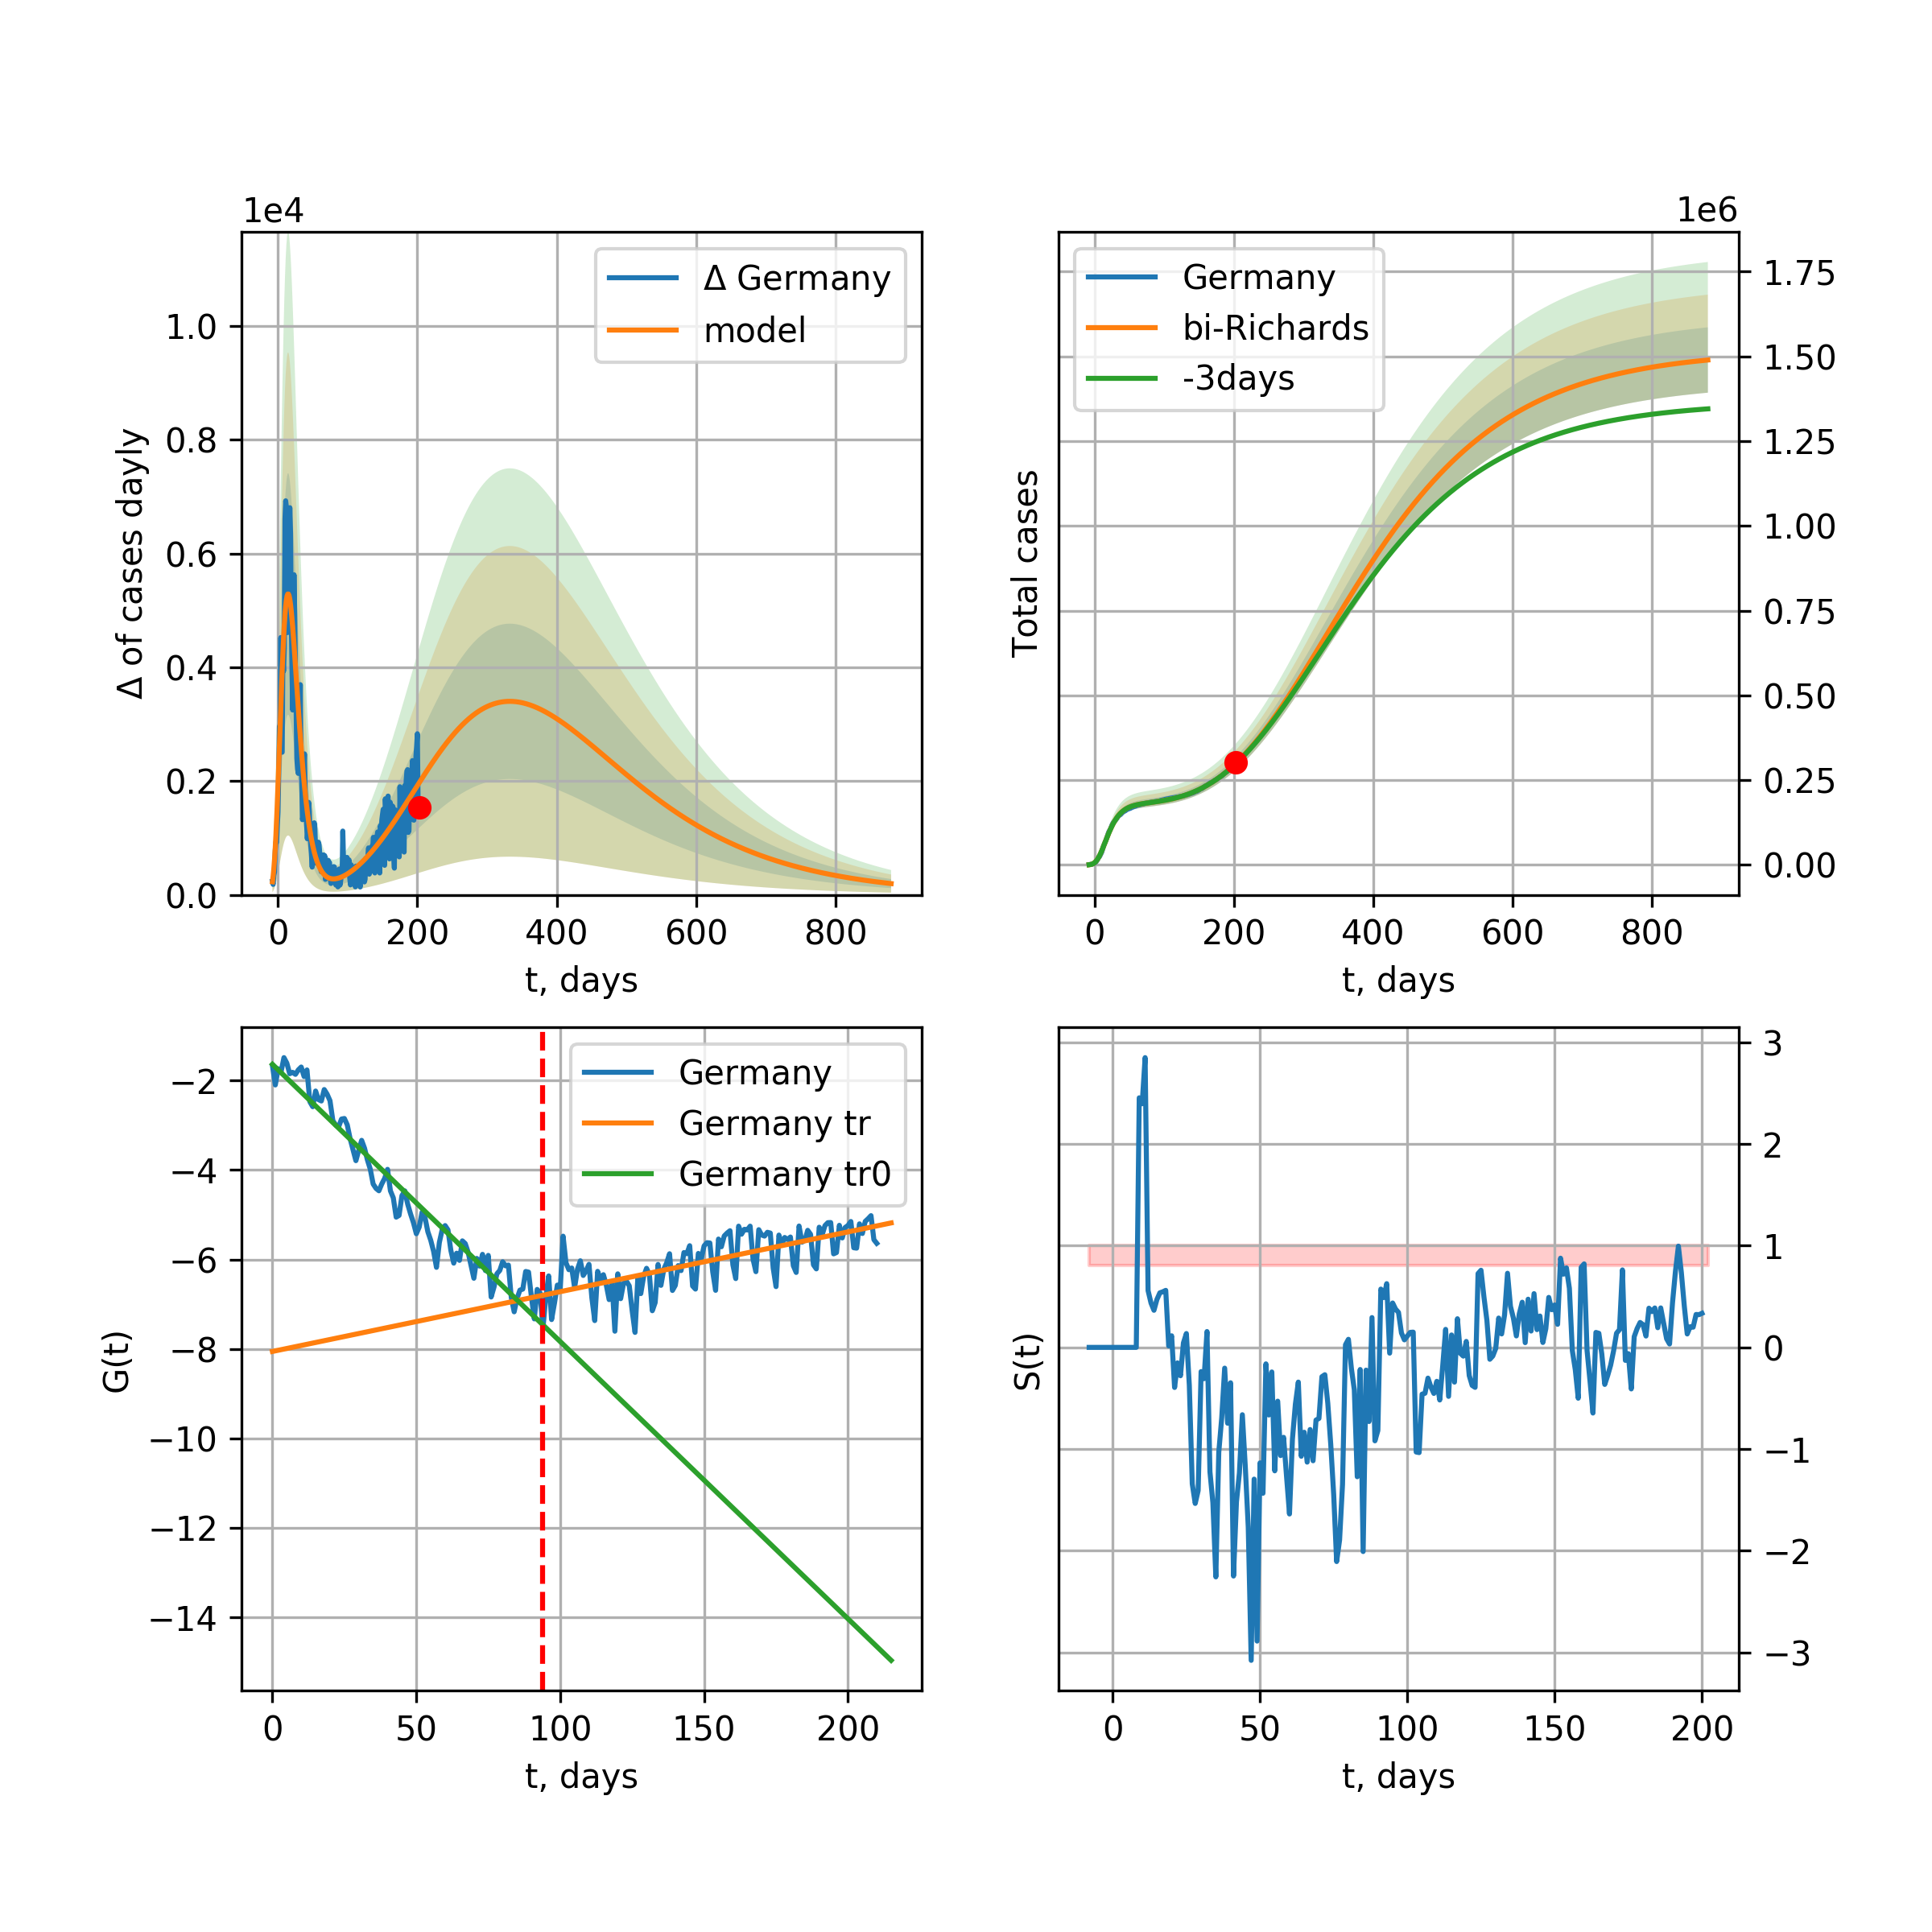 1e4
Δ of cases dayly
1.0
0.8
0.6
0.4
0.2
0.0
Δ Germany
model
0 200 400 600 800
t, days
1e6
Total cases
Germany
bi-Richards
-3days
1.75
1.50
1.25
1.00
0.75
0.50
0.25
0.00
0 200 400 600 800
t, days
G(t)
−2
−4
−6
−8
−10
−12
−14
Germany
Germany tr
Germany tr0
0 50 100 150 200
t, days
S(t)
3
2
1
0
−1
−2
−3
0 50 100 150 200
t, days